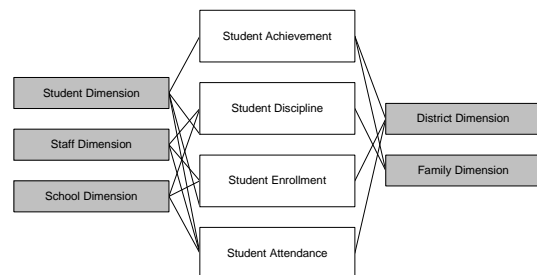 Student Achievement
Student Dimension
Student Discipline
District Dimension
Staff Dimension
Family Dimension
Student Enrollment
School Dimension
Student Attendance